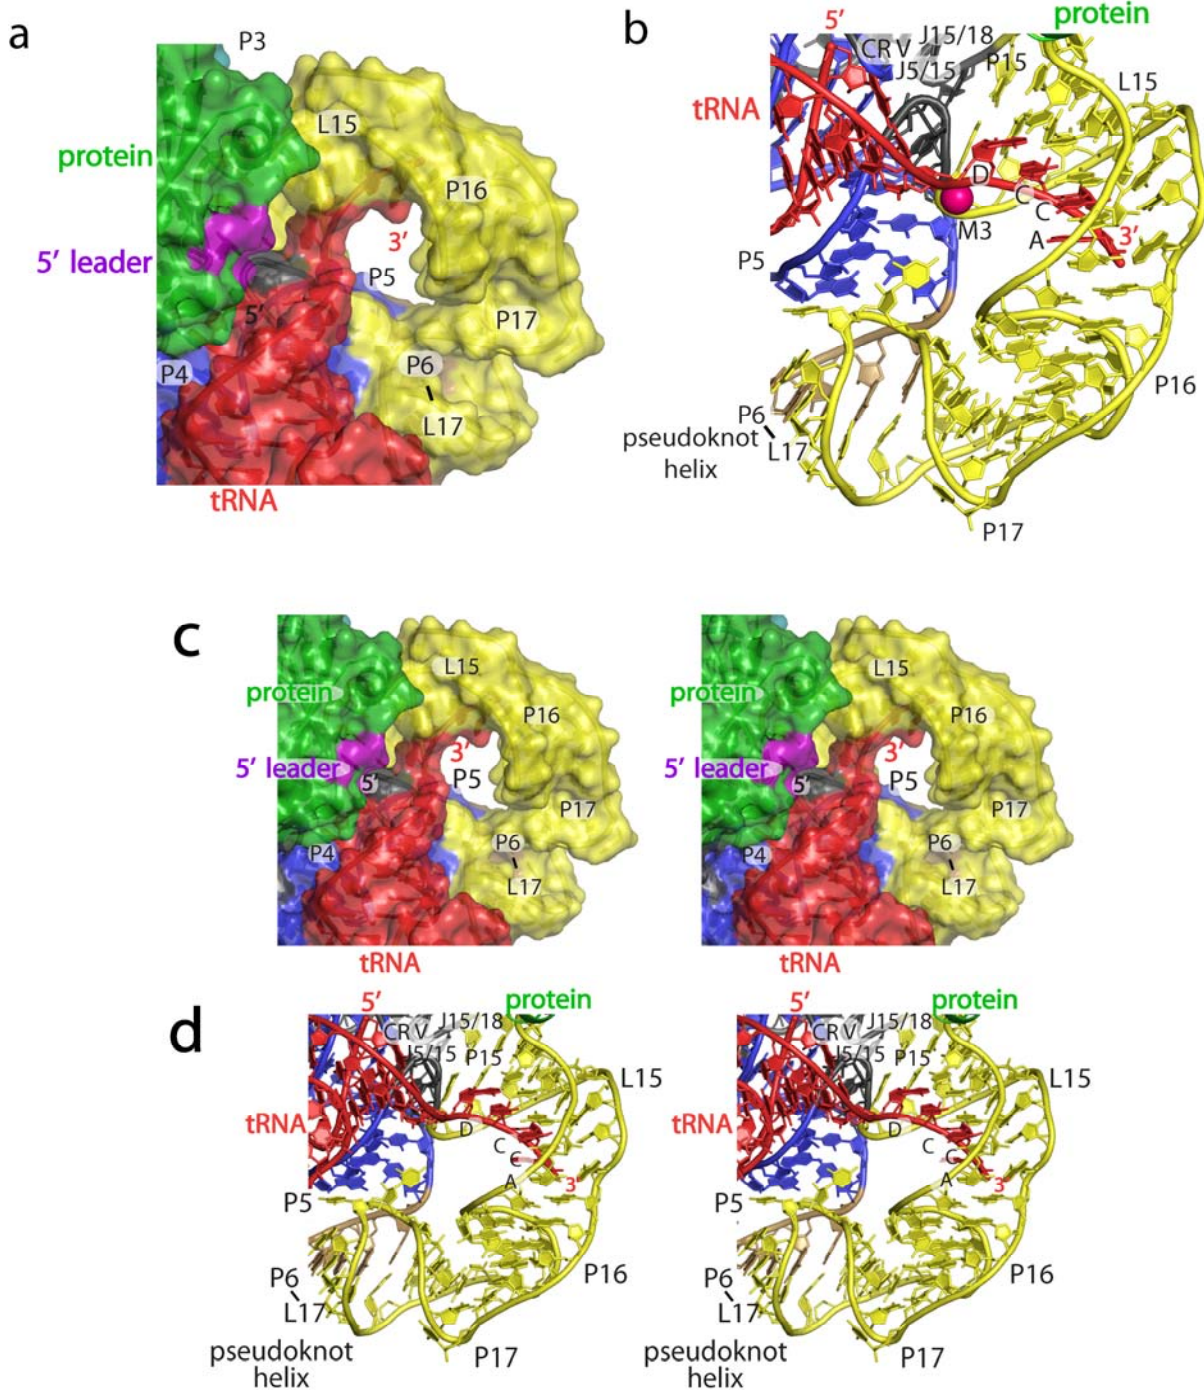 a
P3
L15
protein
P16
5' leader
3'
P5
5'
P17
P4
P6
L17
tRNA
b
protein
5'
CR V
J15/18
J5/15
P15
L15
tRNA
D
C
C
M3
A
3'
P5
P16
P6
L17
pseudoknot
helix
P17
c
L15
protein
P16
3'
5' leader
P5
5'
P17
P4
P6
L17
tRNA
L15
protein
P16
3'
5' leader
P5
5'
P17
P4
P6
L17
tRNA
d
5'
protein
CR V
J15/18
J5/15
P15
L15
tRNA
D
C
C
A
3'
P5
P16
P6
L17
pseudoknot
helix
P17
5'
protein
CR V
J15/18
J5/15
P15
L15
tRNA
D
C
C
A
3'
P5
P16
P6
L17
pseudoknot
helix
P17